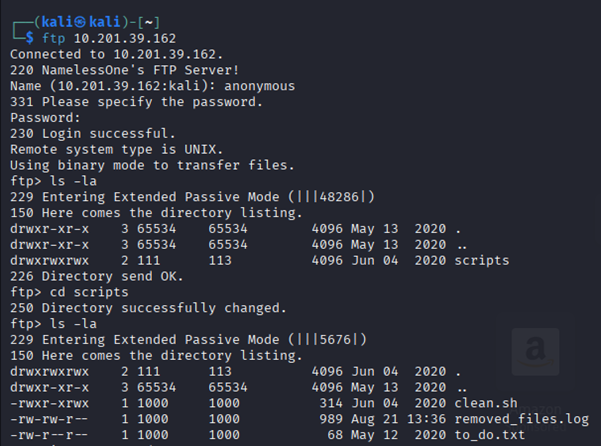 ┌──(kali㉿kali)-[~]
└─$ ftp 10.201.39.162
Connected to 10.201.39.162.
220 NamelessOne's FTP Server!
Name (10.201.39.162:kali): anonymous
331 Please specify the password.
Password:
230 Login successful.
Remote system type is UNIX.
Using binary mode to transfer files.
ftp> ls -la
229 Entering Extended Passive Mode (|||48286|)
150 Here comes the directory listing.
drwxr-xr-x    3 65534    65534        4096 May 13  2020 .
drwxr-xr-x    3 65534    65534        4096 May 13  2020 ..
drwxrwxrwx    2 111      113          4096 Jun 04  2020 scripts
226 Directory send OK.
ftp> cd scripts
250 Directory successfully changed.
ftp> ls -la
229 Entering Extended Passive Mode (|||5676|)
150 Here comes the directory listing.
drwxrwxrwx    2 111      113          4096 Jun 04  2020 .
drwxr-xr-x    3 65534    65534        4096 May 13  2020 ..
-rwxr-xrwx    1 1000     1000          314 Jun 04  2020 clean.sh
-rw-rw-r--    1 1000     1000          989 Aug 21 13:36 removed_files.log
-rw-r--r--    1 1000     1000           68 May 12  2020 to_do.txt